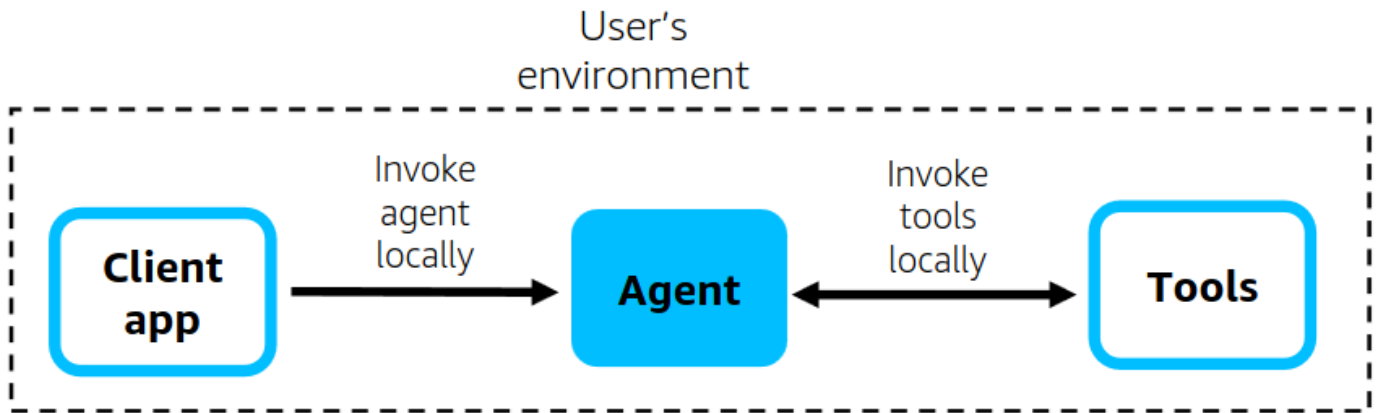 User's
environment
Invoke
agent
locally
Invoke
tools
locally
Client
app
Agent
Tools